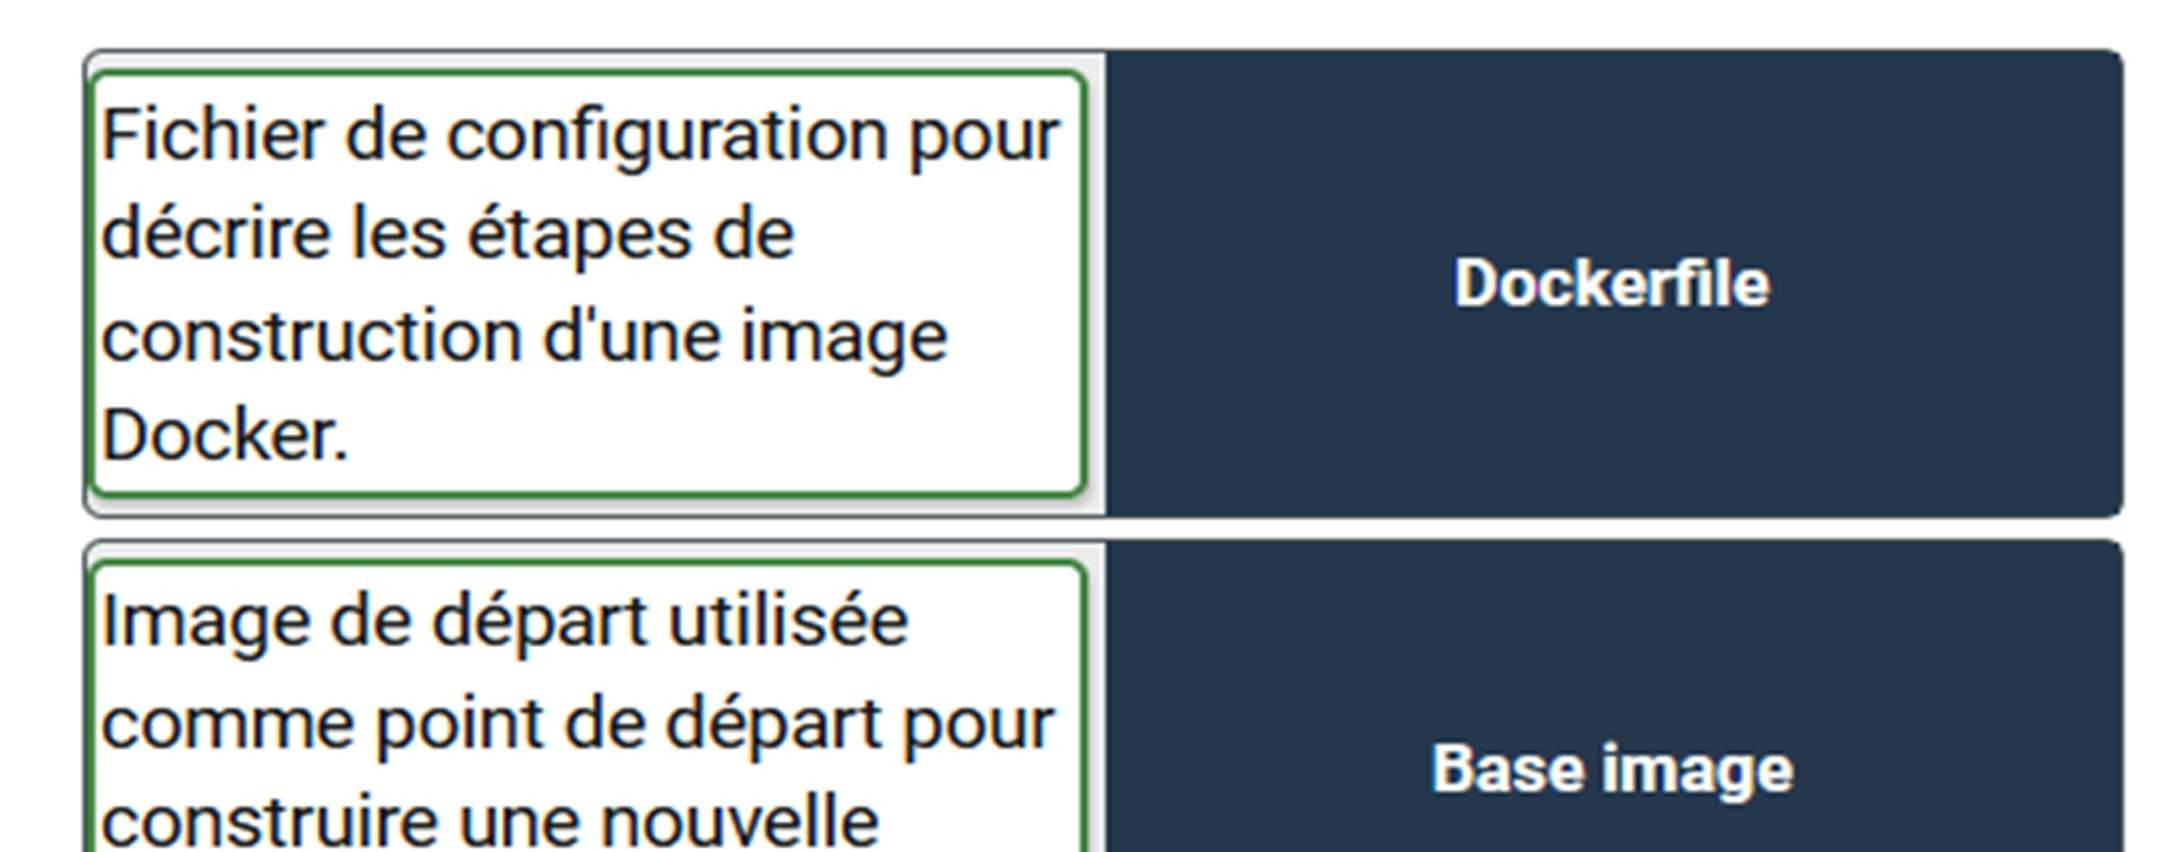 Fichier de configuration pour
décrire les étapes de
construction d'une image
Docker.
Dockerfile
Image de départ utilisée
comme point de départ pour
construire une nouvelle
Base image